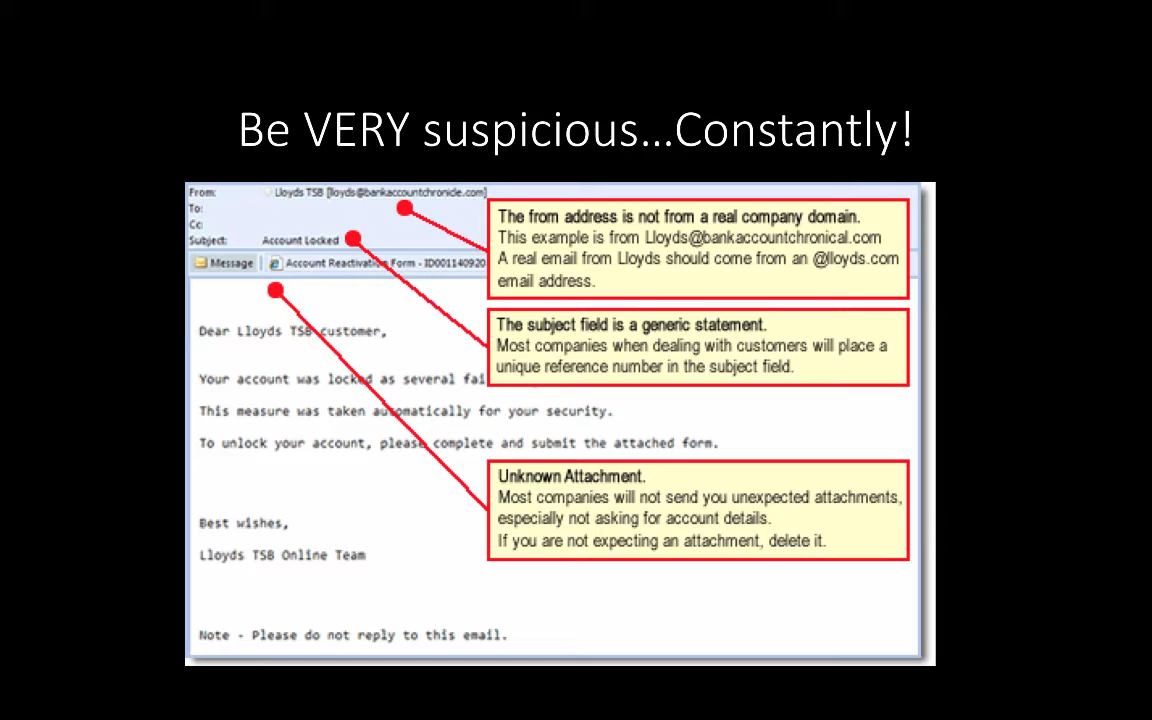 Be VERY suspicious...Constantly!
From: Lloyds TSB [lloyds@bankaccountchronicle.com]
To:
Cc:
Subject: Account Locked
Message Account Reactivation Form - ID001140920
The from address is not from a real company domain.
This example is from Lloyds@bankaccountchronical.com
A real email from Lloyds should come from an @lloyds.com
email address.
The subject field is a generic statement.
Most companies when dealing with customers will place a
unique reference number in the subject field.
Dear Lloyds TSB customer,
Your account was locked as several fai
This measure was taken automatically for your security.
To unlock your account, please complete and submit the attached form.
Unknown Attachment.
Most companies will not send you unexpected attachments,
especially not asking for account details.
If you are not expecting an attachment, delete it.
Best wishes,
Lloyds TSB Online Team
Note - Please do not reply to this email.